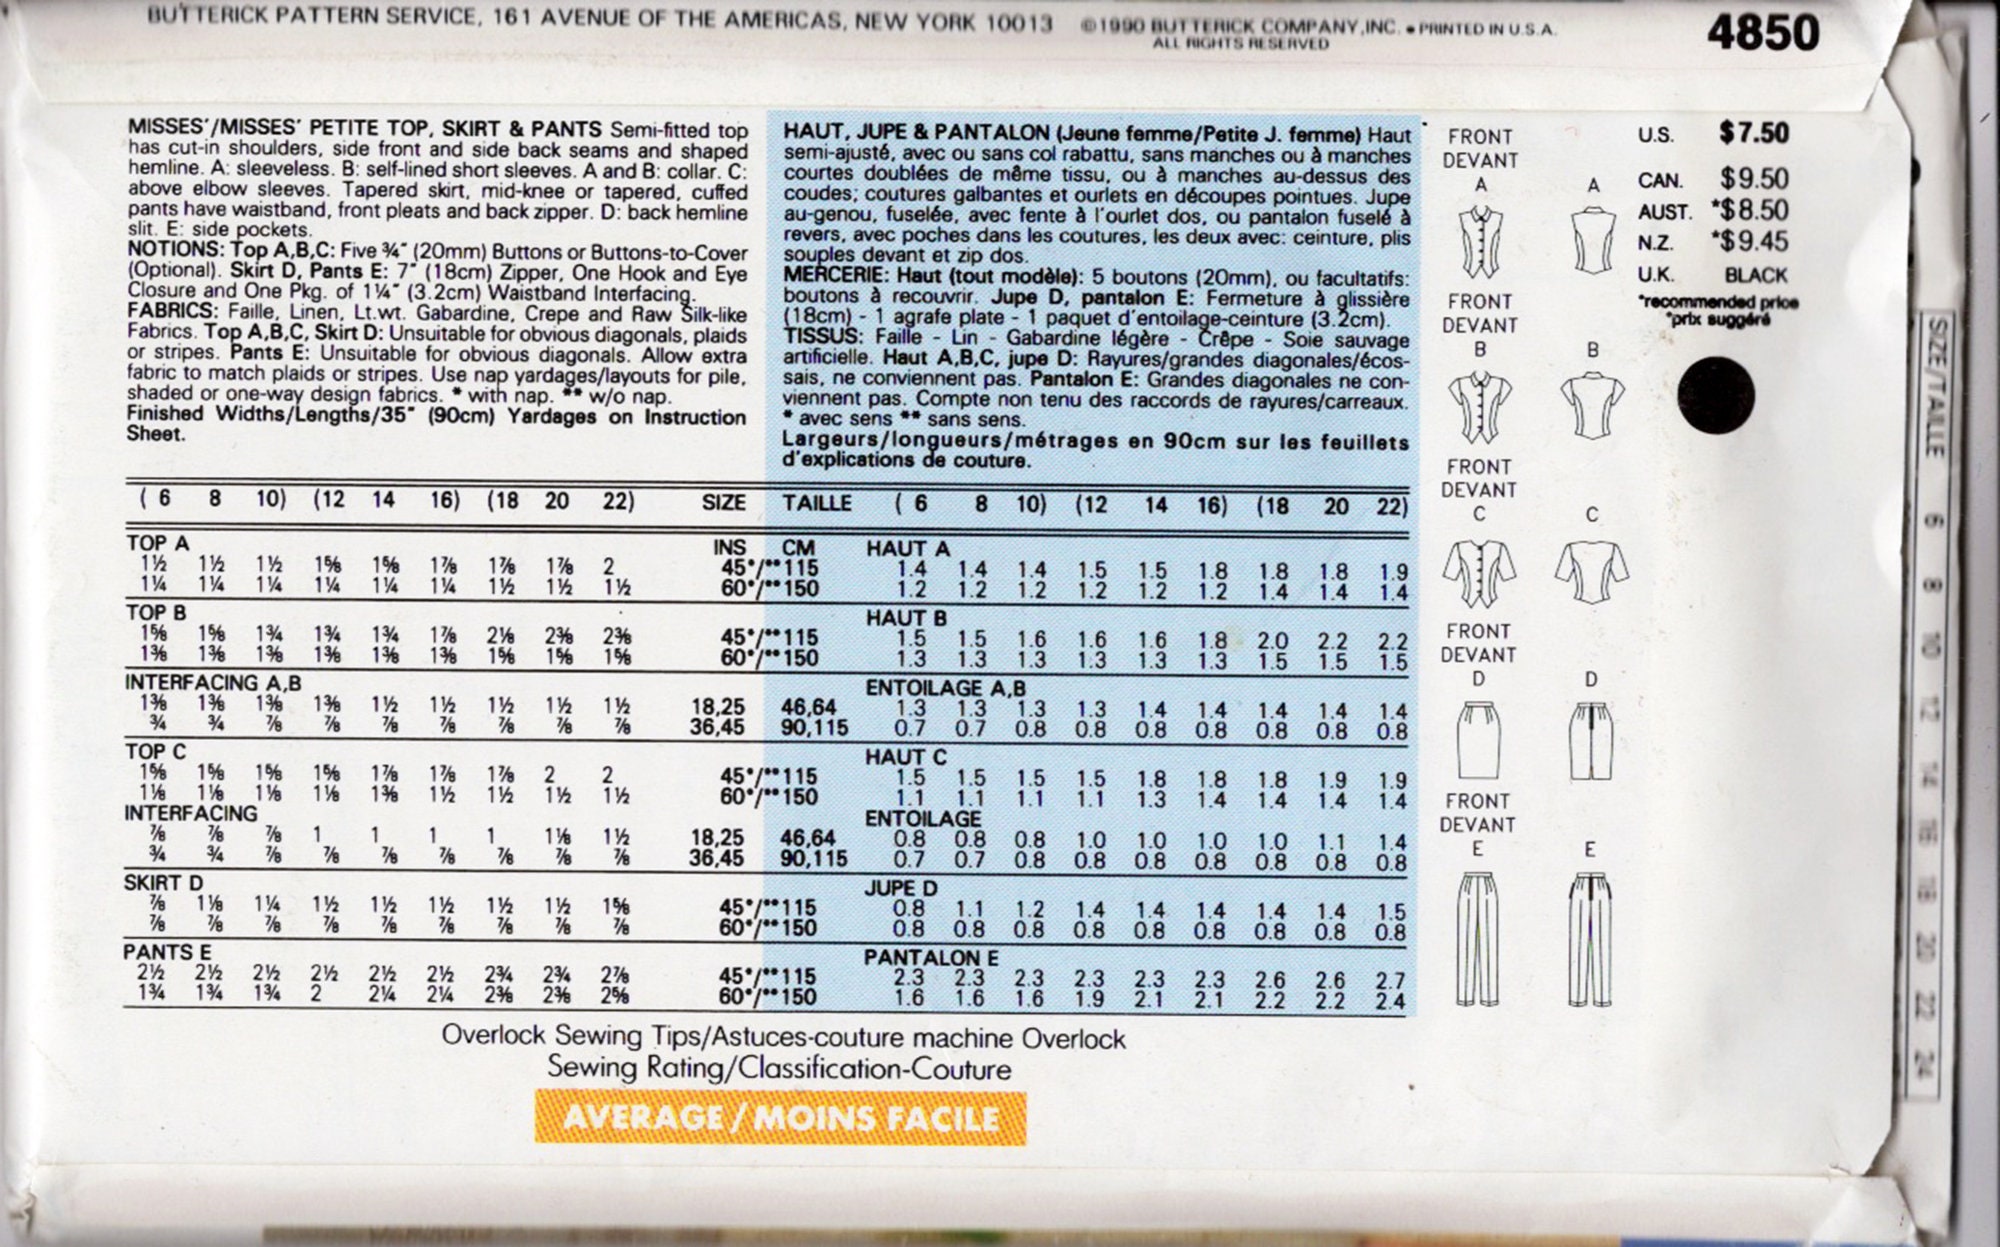 BUTTERICK PATTERN SERVICE, 161 AVENUE OF THE AMERICAS, NEW YORK 10013 ©1990 BUTTERICK COMPANY, INC. • PRINTED IN U.S.A.
ALL RIGHTS RESERVED
4850
MISSES'/MISSES' PETITE TOP, SKIRT & PANTS Semi-fitted top
has cut-in shoulders, side front and side back seams and shaped
hemline. A: sleeveless. B: self-lined short sleeves. A and B: collar. C:
above elbow sleeves. Tapered skirt, mid-knee or tapered, cuffed
pants have waistband, front pleats and back zipper. D: back hemline
slit. E: side pockets.
NOTIONS: Top A,B,C: Five ¾" (20mm) Buttons or Buttons-to-Cover
(Optional). Skirt D, Pants E: 7" (18cm) Zipper, One Hook and Eye
Closure and One Pkg. of 1¼" (3.2cm) Waistband Interfacing.
FABRICS: Faille, Linen, Lt.wt. Gabardine, Crepe and Raw Silk-like
Fabrics. Top A,B,C, Skirt D: Unsuitable for obvious diagonals, plaids
or stripes. Pants E: Unsuitable for obvious diagonals. Allow extra
fabric to match plaids or stripes. Use nap yardages/layouts for pile,
shaded or one-way design fabrics. * with nap. ** w/o nap.
Finished Widths/Lengths/35" (90cm) Yardages on Instruction
Sheet.
HAUT, JUPE & PANTALON (Jeune femme/Petite J. femme) Haut
semi-ajusté, avec ou sans col rabattu, sans manches ou à manches
courtes doublées de même tissu, ou à manches au-dessus des
coudes; coutures galbantes et ourlets en découpes pointues. Jupe
au-genou, fuselée, avec fente à l'ourlet dos, ou pantalon fuselé à
revers, avec poches dans les coutures, les deux avec: ceinture, plis
souples devant et zip dos.
MERCERIE: Haut (tout modèle): 5 boutons (20mm), ou facultatifs:
boutons à recouvrir. Jupe D, pantalon E: Fermeture à glissière
(18cm) - 1 agrafe plate - 1 paquet d'entoilage-ceinture (3.2cm).
TISSUS: Faille - Lin - Gabardine légère - Crêpe - Soie sauvage
artificielle. Haut A,B,C, jupe D: Rayures/grandes diagonales/écos-
sais, ne conviennent pas. Pantalon E: Grandes diagonales ne con-
viennent pas. Compte non tenu des raccords de rayures/carreaux.
* avec sens ** sans sens.
Largeurs/longueurs/métrages en 90cm sur les feuillets
d'explications de couture.
( 6 8 10) (12 14 16) (18 20 22) SIZE TAILLE ( 6 8 10) (12 14 16) (18 20 22)
TOP A INS CM HAUT A
1½ 1½ 1½ 1⅝ 1⅝ 1⅞ 1⅞ 1⅞ 2 45*/**115 1.4 1.4 1.4 1.5 1.5 1.8 1.8 1.8 1.9
1¼ 1¼ 1¼ 1¼ 1¼ 1¼ 1½ 1½ 1½ 60*/**150 1.2 1.2 1.2 1.2 1.2 1.2 1.4 1.4 1.4
TOP B HAUT B
1⅝ 1⅝ 1¾ 1¾ 1¾ 1⅞ 2⅛ 2⅜ 2⅜ 45*/**115 1.5 1.5 1.6 1.6 1.6 1.8 2.0 2.2 2.2
1⅜ 1⅜ 1⅜ 1⅜ 1⅜ 1⅜ 1⅝ 1⅝ 1⅝ 60*/**150 1.3 1.3 1.3 1.3 1.3 1.3 1.5 1.5 1.5
INTERFACING A,B ENTOILAGE A,B
1⅜ 1⅜ 1⅜ 1⅜ 1½ 1½ 1½ 1½ 1½ 18,25 46,64 1.3 1.3 1.3 1.3 1.4 1.4 1.4 1.4 1.4
¾ ¾ ⅞ ⅞ ⅞ ⅞ ⅞ ⅞ ⅞ 36,45 90,115 0.7 0.7 0.8 0.8 0.8 0.8 0.8 0.8 0.8
TOP C HAUT C
1⅝ 1⅝ 1⅝ 1⅝ 1⅞ 1⅞ 1⅞ 2 2 45*/**115 1.5 1.5 1.5 1.5 1.8 1.8 1.8 1.9 1.9
1⅛ 1⅛ 1⅛ 1⅛ 1⅜ 1½ 1½ 1½ 1½ 60*/**150 1.1 1.1 1.1 1.1 1.3 1.4 1.4 1.4 1.4
INTERFACING ENTOILAGE
⅞ ⅞ ⅞ 1 1 1 1 1⅛ 1½ 18,25 46,64 0.8 0.8 0.8 1.0 1.0 1.0 1.0 1.1 1.4
¾ ¾ ⅞ ⅞ ⅞ ⅞ ⅞ ⅞ ⅞ 36,45 90,115 0.7 0.7 0.8 0.8 0.8 0.8 0.8 0.8 0.8
SKIRT D JUPE D
⅞ 1⅛ 1¼ 1½ 1½ 1½ 1½ 1½ 1⅝ 45*/**115 0.8 1.1 1.2 1.4 1.4 1.4 1.4 1.4 1.5
⅞ ⅞ ⅞ ⅞ ⅞ ⅞ ⅞ ⅞ ⅞ 60*/**150 0.8 0.8 0.8 0.8 0.8 0.8 0.8 0.8 0.8
PANTS E PANTALON E
2½ 2½ 2½ 2½ 2½ 2½ 2¾ 2¾ 2⅞ 45*/**115 2.3 2.3 2.3 2.3 2.3 2.3 2.6 2.6 2.7
1¾ 1¾ 1¾ 2 2¼ 2¼ 2⅜ 2⅜ 2⅝ 60*/**150 1.6 1.6 1.6 1.9 2.1 2.1 2.2 2.2 2.4
Overlock Sewing Tips/Astuces-couture machine Overlock
Sewing Rating/Classification-Couture
AVERAGE/MOINS FACILE
FRONT
DEVANT
A A
FRONT
DEVANT
B B
FRONT
DEVANT
C C
FRONT
DEVANT
D D
FRONT
DEVANT
E E
U.S. $7.50
CAN. $9.50
AUST. *$8.50
N.Z. *$9.45
U.K. BLACK
*recommended price
*prix suggéré
SIZE/TAILLE 6 8 10 12 14 16 18 20 22 24